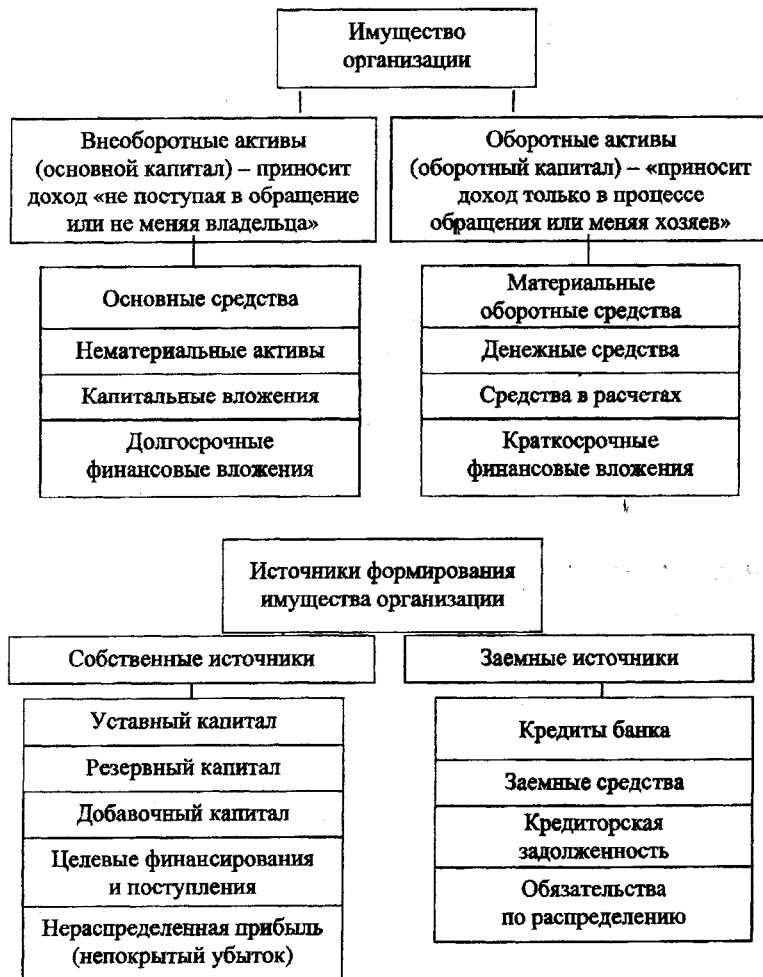 Имущество
организации
Внеоборотные активы
(основной капитал) – приносит
доход «не поступая в обращение
или не меняя владельца»
Оборотные активы
(оборотный капитал) – «приносит
доход только в процессе
обращения или меняя хозяев»
Основные средства
Нематериальные активы
Капитальные вложения
Долгосрочные
финансовые вложения
Материальные
оборотные средства
Денежные средства
Средства в расчетах
Краткосрочные
финансовые вложения
Источники формирования
имущества организации
Собственные источники
Уставный капитал
Резервный капитал
Добавочный капитал
Целевые финансирования
и поступления
Нераспределенная прибыль
(непокрытый убыток)
Заемные источники
Кредиты банка
Заемные средства
Кредиторская
задолженность
Обязательства
по распределению